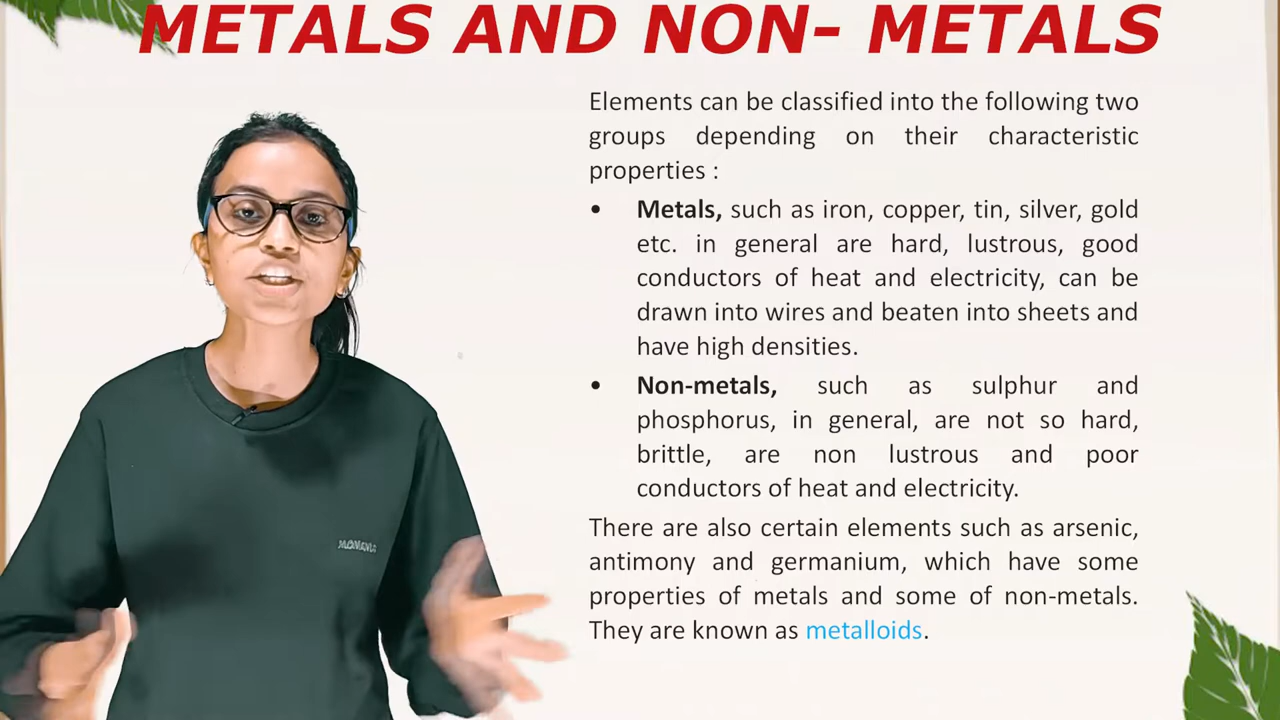 METALS AND NON- METALS
Elements can be classified into the following two
groups depending on their characteristic
properties :
• Metals, such as iron, copper, tin, silver, gold
etc. in general are hard, lustrous, good
conductors of heat and electricity, can be
drawn into wires and beaten into sheets and
have high densities.
• Non-metals, such as sulphur and
phosphorus, in general, are not so hard,
brittle, are non lustrous and poor
conductors of heat and electricity.
There are also certain elements such as arsenic,
antimony and germanium, which have some
properties of metals and some of non-metals.
They are known as metalloids.